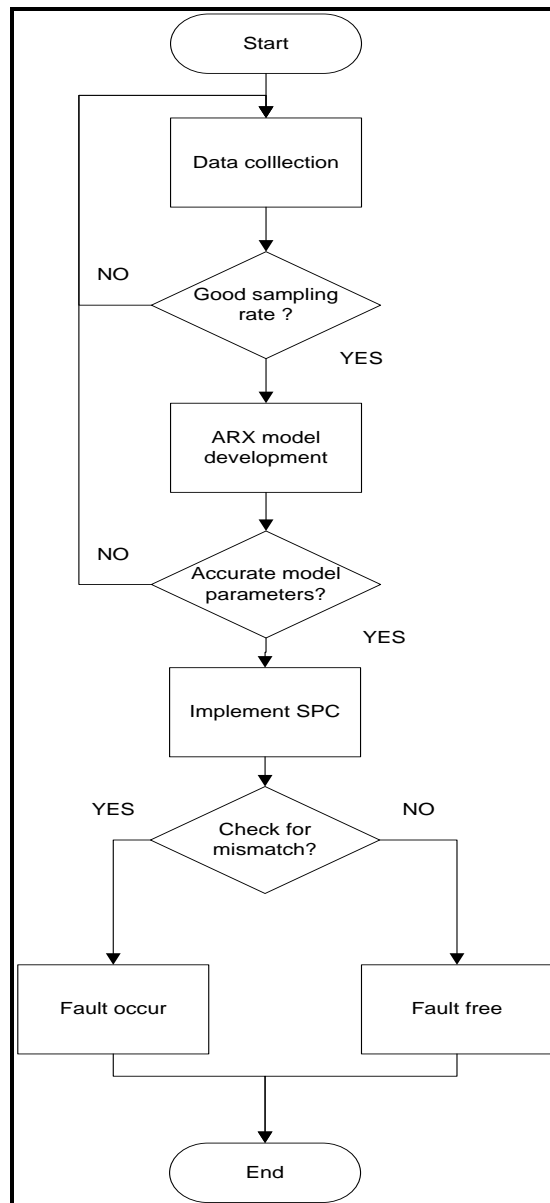 Start
Data colllection
NO
Good sampling
rate ?
YES
ARX model
development
NO
Accurate model
parameters?
YES
Implement SPC
YES
NO
Check for
mismatch?
Fault occur
Fault free
End